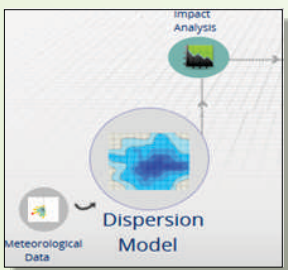 Impact
Analysis
Dispersion
Model
Meteorological
Data